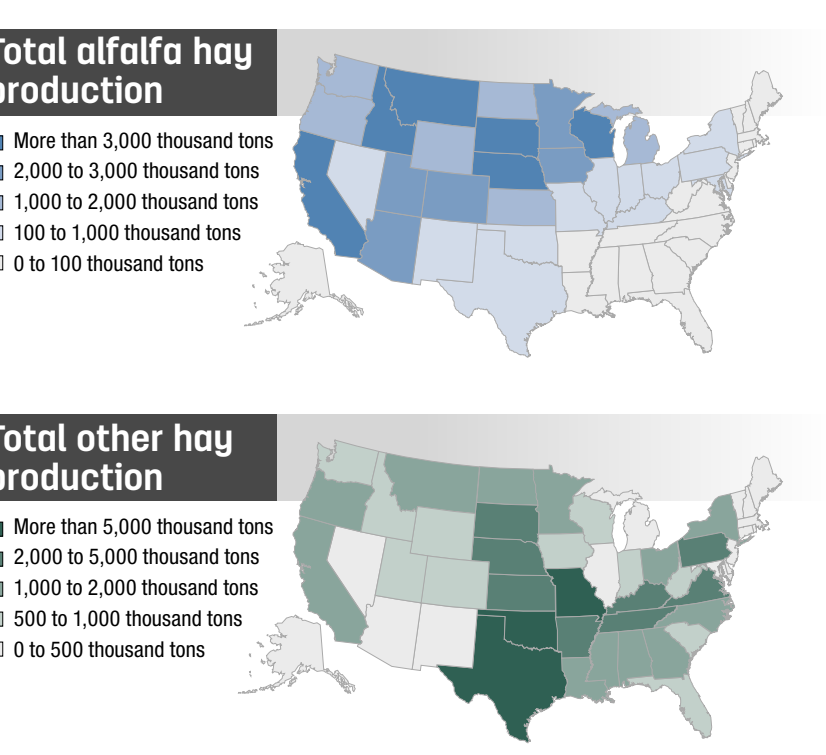 Total alfalfa hay
production
More than 3,000 thousand tons
2,000 to 3,000 thousand tons
1,000 to 2,000 thousand tons
100 to 1,000 thousand tons
0 to 100 thousand tons
Total other hay
production
More than 5,000 thousand tons
2,000 to 5,000 thousand tons
1,000 to 2,000 thousand tons
500 to 1,000 thousand tons
0 to 500 thousand tons